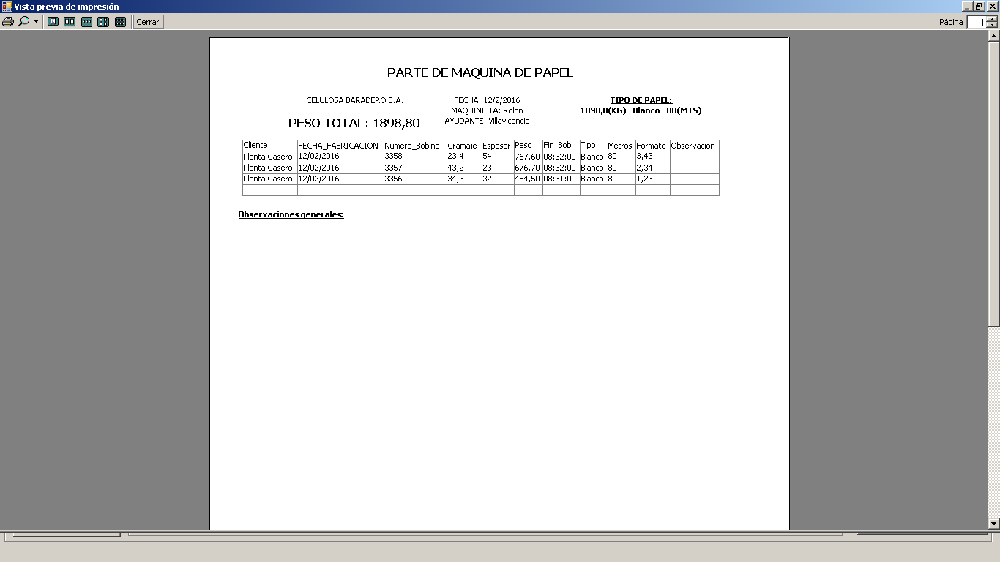 Vista previa de impresión
Cerrar
Página 1
PARTE DE MAQUINA DE PAPEL
CELULOSA BARADERO S.A.
PESO TOTAL: 1898,80
FECHA: 12/2/2016
MAQUINISTA: Rolon
AYUDANTE: Villavicencio
TIPO DE PAPEL:
1898,8(KG) Blanco 80(MTS)
Cliente FECHA_FABRICACION Numero_Bobina Gramaje Espesor Peso Fin_Bob Tipo Metros Formato Observacion
Planta Casero 12/02/2016 3358 23,4 54 767,60 08:32:00 Blanco 80 3,43
Planta Casero 12/02/2016 3357 43,2 23 676,70 08:32:00 Blanco 80 2,34
Planta Casero 12/02/2016 3356 34,3 32 454,50 08:31:00 Blanco 80 1,23
Observaciones generales: